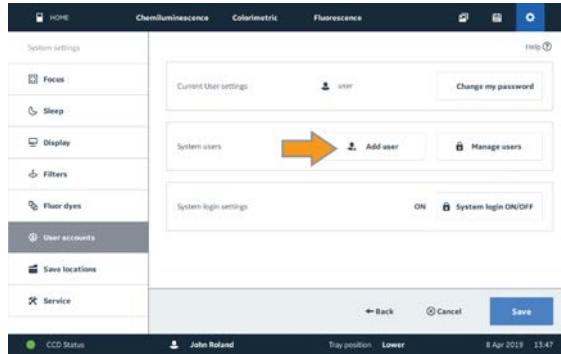 HOME Chemiluminescence Colorimetric Fluorescence
System settings
Help ?
Focus
Current User settings user Change my password
Sleep
Display
System users Add user Manage users
Filters
Fluor dyes
System login settings ON System login ON/OFF
User accounts
Save locations
Service
Back Cancel Save
CCD Status John Roland Tray position Lower 8 Apr 2019 13:47